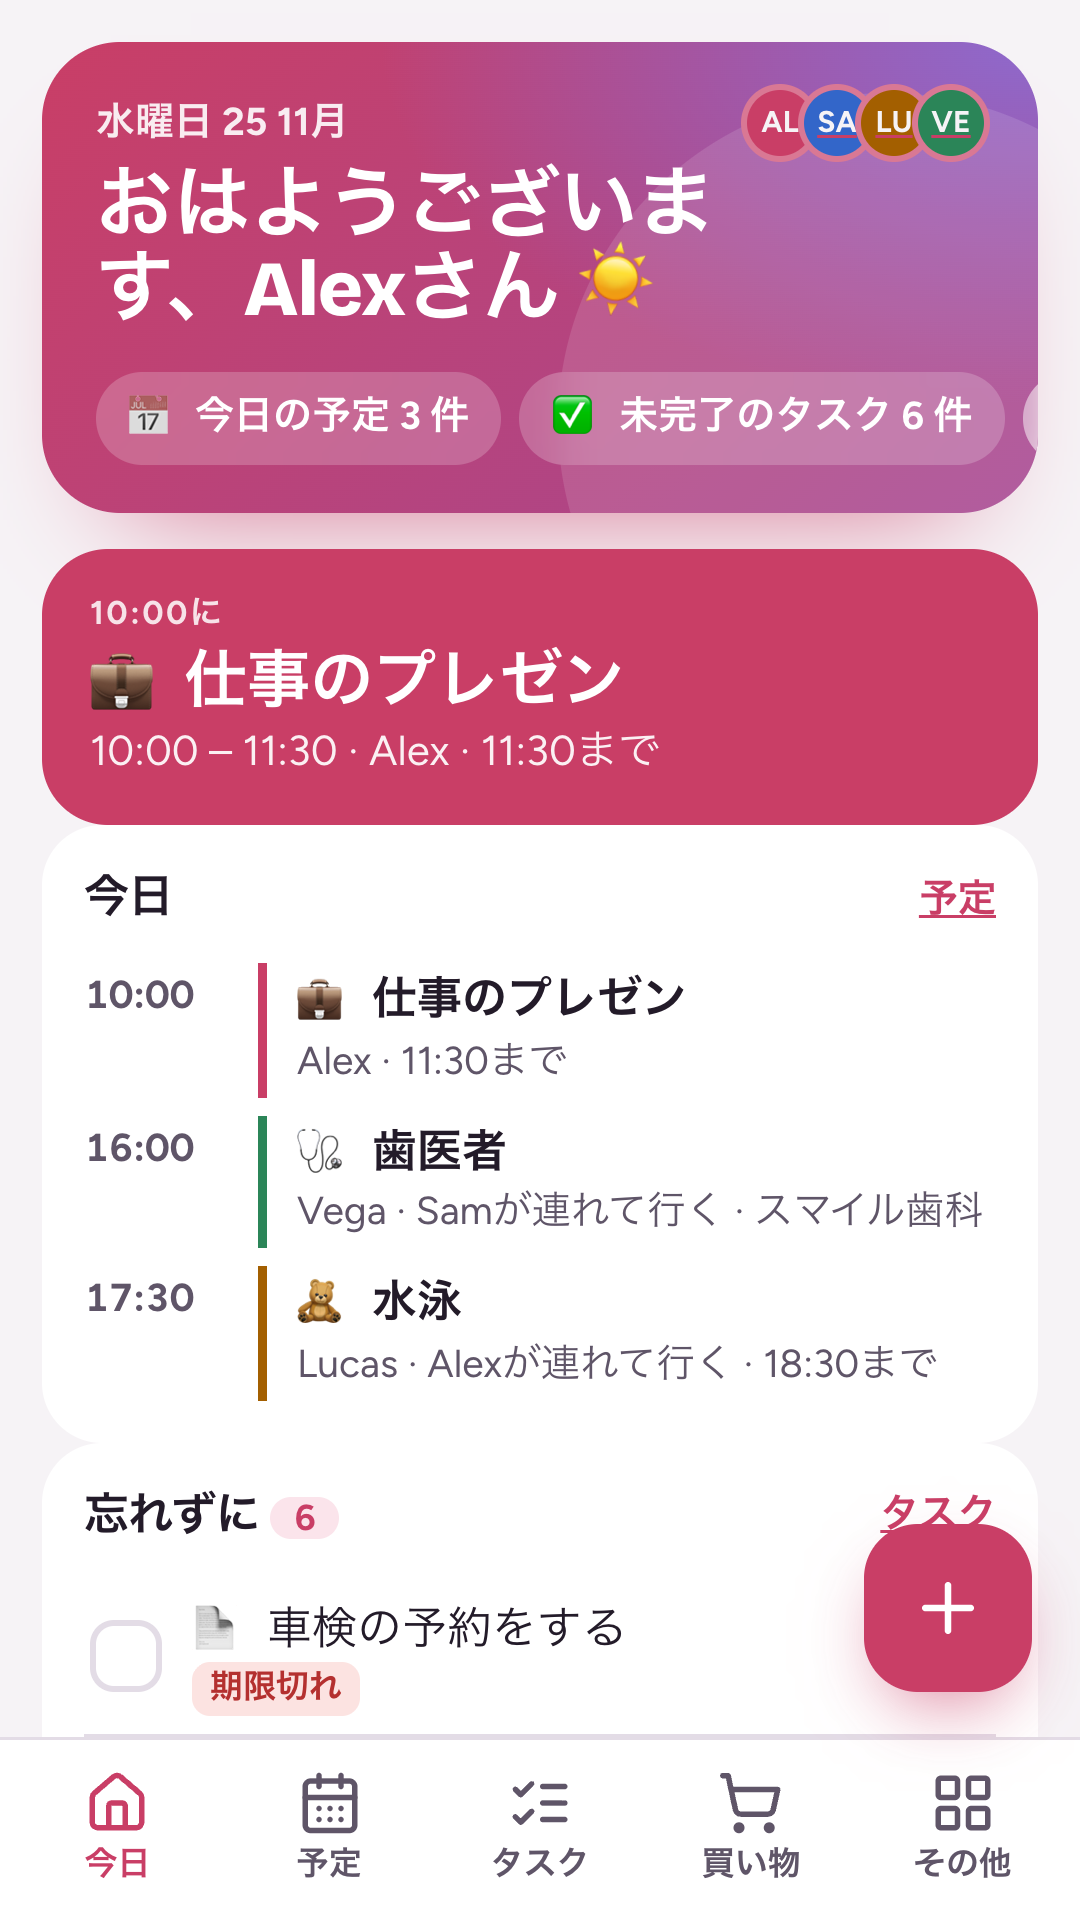 水曜日 25 11月
AL SA LU VE
おはようございま
す、Alexさん ☀️
📅 今日の予定 3 件
✅ 未完了のタスク 6 件
10:00に
💼 仕事のプレゼン
10:00 – 11:30 · Alex · 11:30まで
今日
予定
10:00
💼 仕事のプレゼン
Alex · 11:30まで
16:00
🩺 歯医者
Vega · Samが連れて行く · スマイル歯科
17:30
🧸 水泳
Lucas · Alexが連れて行く · 18:30まで
忘れずに 6
タスク
📄 車検の予約をする
期限切れ
今日
予定
タスク
買い物
その他